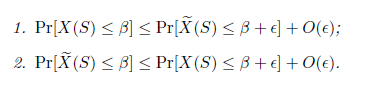 1. Pr[X(S) ≤ β] ≤ Pr[X̃(S) ≤ β + ϵ] + O(ϵ);
2. Pr[X̃(S) ≤ β] ≤ Pr[X(S) ≤ β + ϵ] + O(ϵ).